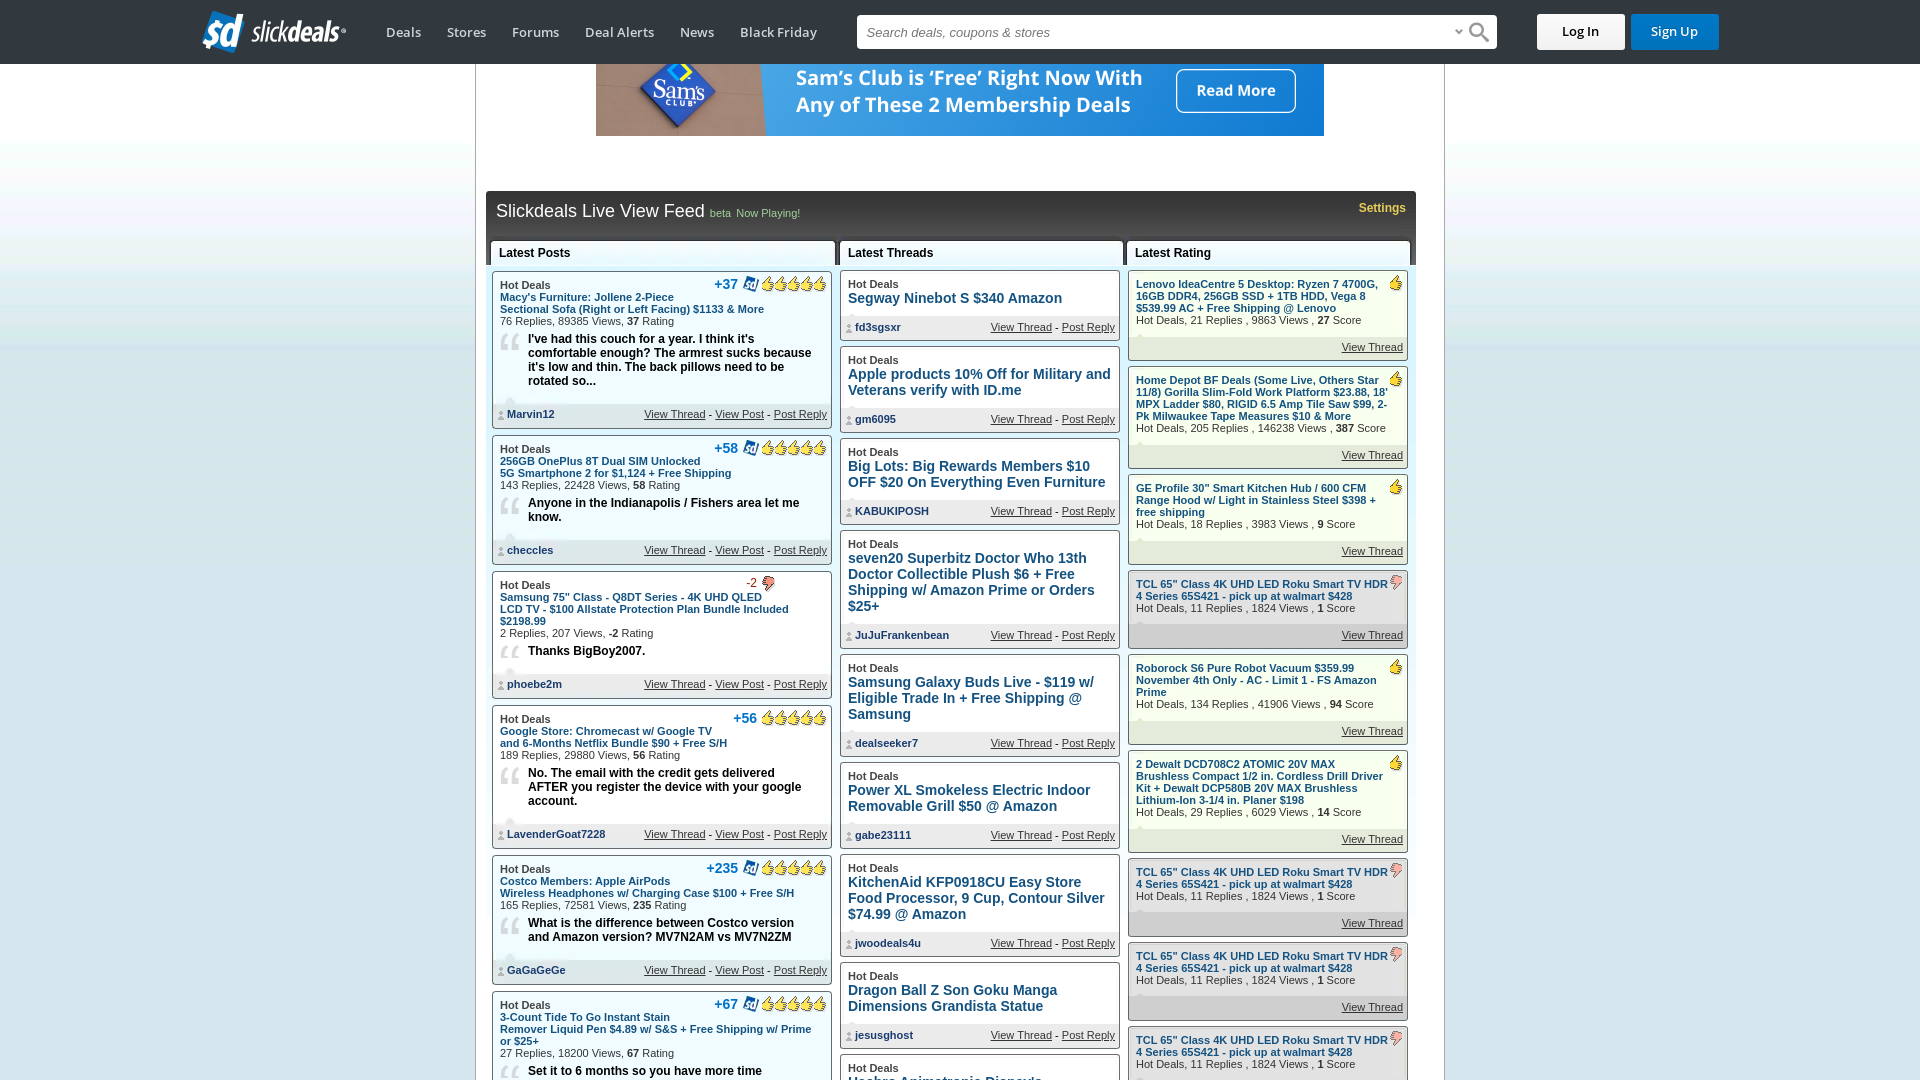 slickdeals
Deals
Stores
Forums
Deal Alerts
News
Black Friday
Search deals, coupons & stores
Log In
Sign Up
Sam's
CLUB
Sam's Club is 'Free' Right Now With
Any of These 2 Membership Deals
Read More
Slickdeals Live View Feed beta Now Playing!
Settings
Latest Posts
Hot Deals
+37
Macy's Furniture: Jollene 2-Piece
Sectional Sofa (Right or Left Facing) $1133 & More
76 Replies, 89385 Views, 37 Rating
I've had this couch for a year. I think it's
comfortable enough? The armrest sucks because
it's low and thin. The back pillows need to be
rotated so...
Marvin12
View Thread - View Post - Post Reply
Hot Deals
+58
256GB OnePlus 8T Dual SIM Unlocked
5G Smartphone 2 for $1,124 + Free Shipping
143 Replies, 22428 Views, 58 Rating
Anyone in the Indianapolis / Fishers area let me
know.
checcles
View Thread - View Post - Post Reply
Hot Deals
-2
Samsung 75" Class - Q8DT Series - 4K UHD QLED
LCD TV - $100 Allstate Protection Plan Bundle Included
$2198.99
2 Replies, 207 Views, -2 Rating
Thanks BigBoy2007.
phoebe2m
View Thread - View Post - Post Reply
Hot Deals
+56
Google Store: Chromecast w/ Google TV
and 6-Months Netflix Bundle $90 + Free S/H
189 Replies, 29880 Views, 56 Rating
No. The email with the credit gets delivered
AFTER you register the device with your google
account.
LavenderGoat7228
View Thread - View Post - Post Reply
Hot Deals
+235
Costco Members: Apple AirPods
Wireless Headphones w/ Charging Case $100 + Free S/H
165 Replies, 72581 Views, 235 Rating
What is the difference between Costco version
and Amazon version? MV7N2AM vs MV7N2ZM
GaGaGeGe
View Thread - View Post - Post Reply
Hot Deals
+67
3-Count Tide To Go Instant Stain
Remover Liquid Pen $4.89 w/ S&S + Free Shipping w/ Prime
or $25+
27 Replies, 18200 Views, 67 Rating
Set it to 6 months so you have more time
Latest Threads
Hot Deals
Segway Ninebot S $340 Amazon
fd3sgsxr
View Thread - Post Reply
Hot Deals
Apple products 10% Off for Military and
Veterans verify with ID.me
gm6095
View Thread - Post Reply
Hot Deals
Big Lots: Big Rewards Members $10
OFF $20 On Everything Even Furniture
KABUKIPOSH
View Thread - Post Reply
Hot Deals
seven20 Superbitz Doctor Who 13th
Doctor Collectible Plush $6 + Free
Shipping w/ Amazon Prime or Orders
$25+
JuJuFrankenbean
View Thread - Post Reply
Hot Deals
Samsung Galaxy Buds Live - $119 w/
Eligible Trade In + Free Shipping @
Samsung
dealseeker7
View Thread - Post Reply
Hot Deals
Power XL Smokeless Electric Indoor
Removable Grill $50 @ Amazon
gabe23111
View Thread - Post Reply
Hot Deals
KitchenAid KFP0918CU Easy Store
Food Processor, 9 Cup, Contour Silver
$74.99 @ Amazon
jwoodeals4u
View Thread - Post Reply
Hot Deals
Dragon Ball Z Son Goku Manga
Dimensions Grandista Statue
jesusghost
View Thread - Post Reply
Hot Deals
Latest Rating
Lenovo IdeaCentre 5 Desktop: Ryzen 7 4700G,
16GB DDR4, 256GB SSD + 1TB HDD, Vega 8
$539.99 AC + Free Shipping @ Lenovo
Hot Deals, 21 Replies , 9863 Views , 27 Score
View Thread
Home Depot BF Deals (Some Live, Others Star
11/8) Gorilla Slim-Fold Work Platform $23.88, 18'
MPX Ladder $80, RIGID 6.5 Amp Tile Saw $99, 2-
Pk Milwaukee Tape Measures $10 & More
Hot Deals, 205 Replies , 146238 Views , 387 Score
View Thread
GE Profile 30" Smart Kitchen Hub / 600 CFM
Range Hood w/ Light in Stainless Steel $398 +
free shipping
Hot Deals, 18 Replies , 3983 Views , 9 Score
View Thread
TCL 65" Class 4K UHD LED Roku Smart TV HDR
4 Series 65S421 - pick up at walmart $428
Hot Deals, 11 Replies , 1824 Views , 1 Score
View Thread
Roborock S6 Pure Robot Vacuum $359.99
November 4th Only - AC - Limit 1 - FS Amazon
Prime
Hot Deals, 134 Replies , 41906 Views , 94 Score
View Thread
2 Dewalt DCD708C2 ATOMIC 20V MAX
Brushless Compact 1/2 in. Cordless Drill Driver
Kit + Dewalt DCP580B 20V MAX Brushless
Lithium-Ion 3-1/4 in. Planer $198
Hot Deals, 29 Replies , 6029 Views , 14 Score
View Thread
TCL 65" Class 4K UHD LED Roku Smart TV HDR
4 Series 65S421 - pick up at walmart $428
Hot Deals, 11 Replies , 1824 Views , 1 Score
View Thread
TCL 65" Class 4K UHD LED Roku Smart TV HDR
4 Series 65S421 - pick up at walmart $428
Hot Deals, 11 Replies , 1824 Views , 1 Score
View Thread
TCL 65" Class 4K UHD LED Roku Smart TV HDR
4 Series 65S421 - pick up at walmart $428
Hot Deals, 11 Replies , 1824 Views , 1 Score